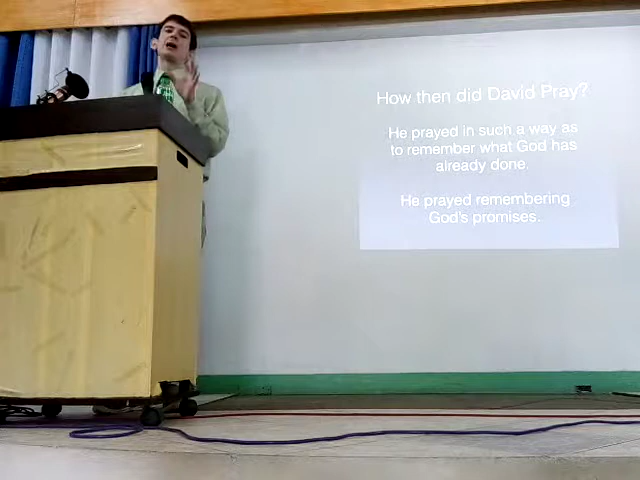 How then did David Pray?
He prayed in such a way as
to remember what God has
already done.
He prayed remembering
God's promises.